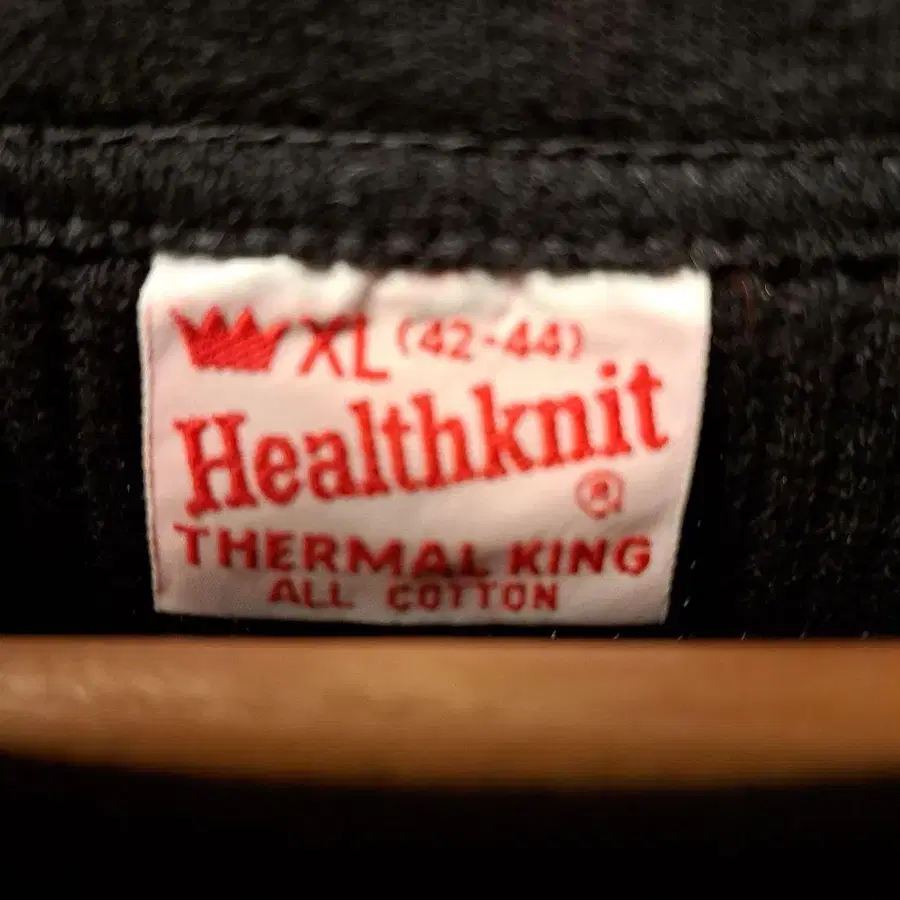 XL (42-44)
Healthknit
®
THERMAL KING
ALL COTTON